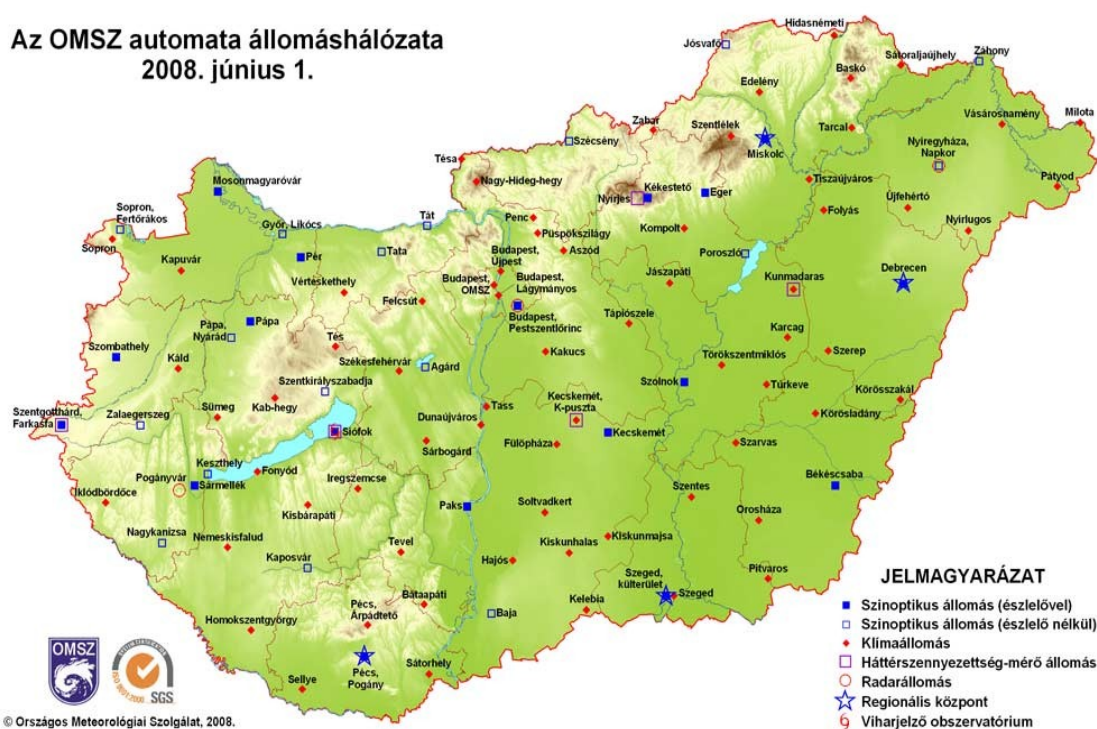 Az OMSZ automata állomáshálózata
2008. június 1.
Hidasnémeti
Jósvafő
Sátoraljaújhely
Záhony
Baskó
Edelény
Vásárosnamény
Milota
Zabar
Szentlélek
Tarcal
Szécsény
Miskolc
Nyíregyháza,
Napkor
Tésa
Nagy-Hideg-hegy
Mosonmagyaróvár
Nyírjes
Kékestető
Eger
Tiszaújváros
Pátyod
Folyás
Újfehértó
Sopron,
Fertőrákos
Győr, Likócs
Tát
Penc
Püspökszilágy
Kompolt
Nyírlugos
Sopron
Kapuvár
Pér
Tata
Budapest,
Újpest
Aszód
Poroszló
Vérteskethely
Budapest,
OMSZ
Budapest,
Lágymányos
Jászapáti
Kunmadaras
Debrecen
Felcsút
Budapest,
Pestszentlőrinc
Tápiószele
Pápa,
Nyárád
Pápa
Karcag
Szombathely
Tés
Kakucs
Törökszentmiklós
Szerep
Káld
Székesfehérvár
Agárd
Szentkirályszabadja
Szolnok
Túrkeve
Körösszakál
Szentgotthárd,
Farkasfa
Zalaegerszeg
Sümeg
Kab-hegy
Dunaújváros
Tass
Kecskemét,
K-puszta
Körösladány
Siófok
Kecskemét
Sárbogárd
Fülöpháza
Szarvas
Keszthely
Fonyód
Pogányvár
Sármellék
Iregszemcse
Békéscsaba
Iklódbördőce
Kisbárapáti
Paks
Soltvadkert
Szentes
Orosháza
Nagykanizsa
Nemeskisfalud
Kaposvár
Tevel
Hajós
Kiskunhalas
Kiskunmajsa
Szeged,
külterület
Pitvaros
Szeged
Bátaapáti
Kelebia
Baja
Homokszentgyörgy
Pécs,
Árpádtető
Pécs,
Pogány
Sátorhely
Sellye
JELMAGYARÁZAT
Szinoptikus állomás (észlelővel)
Szinoptikus állomás (észlelő nélkül)
Klímaállomás
Háttérszennyezettség-mérő állomás
Radarállomás
Regionális központ
Viharjelző obszervatórium
OMSZ
SGS
© Országos Meteorológiai Szolgálat, 2008.